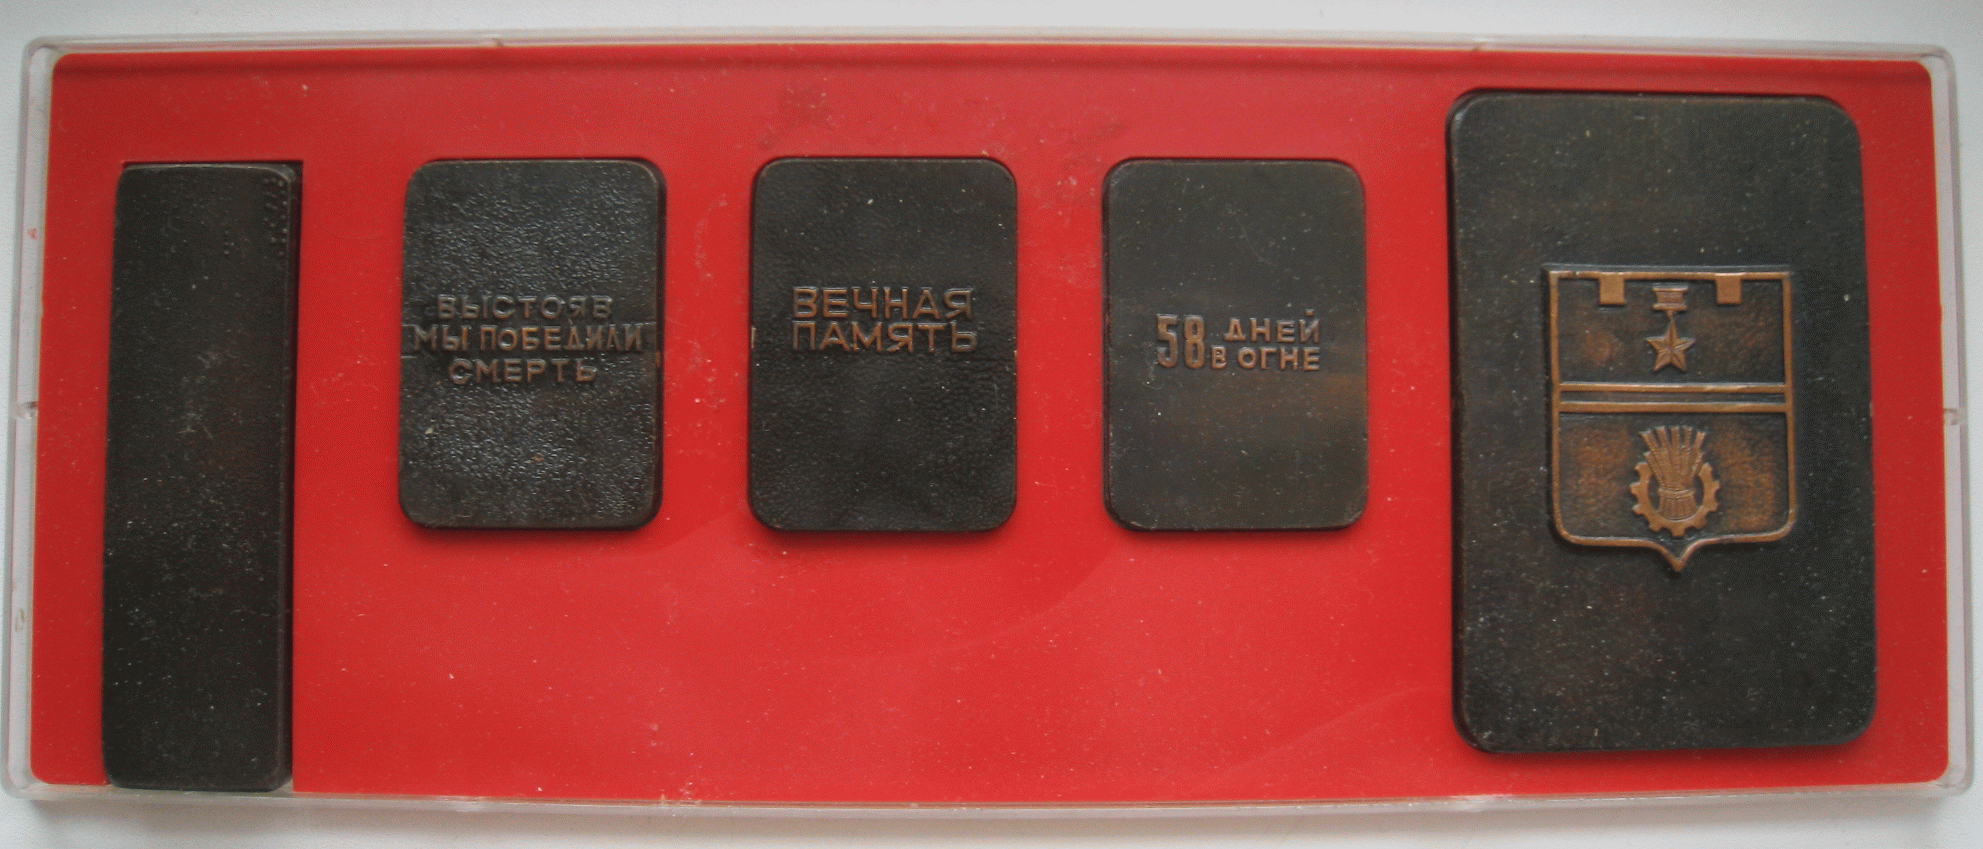 ВЫСТОЯВ
МЫ ПОБЕДИЛИ
СМЕРТЬ
ВЕЧНАЯ
ПАМЯТЬ
58 ДНЕЙ
В ОГНЕ